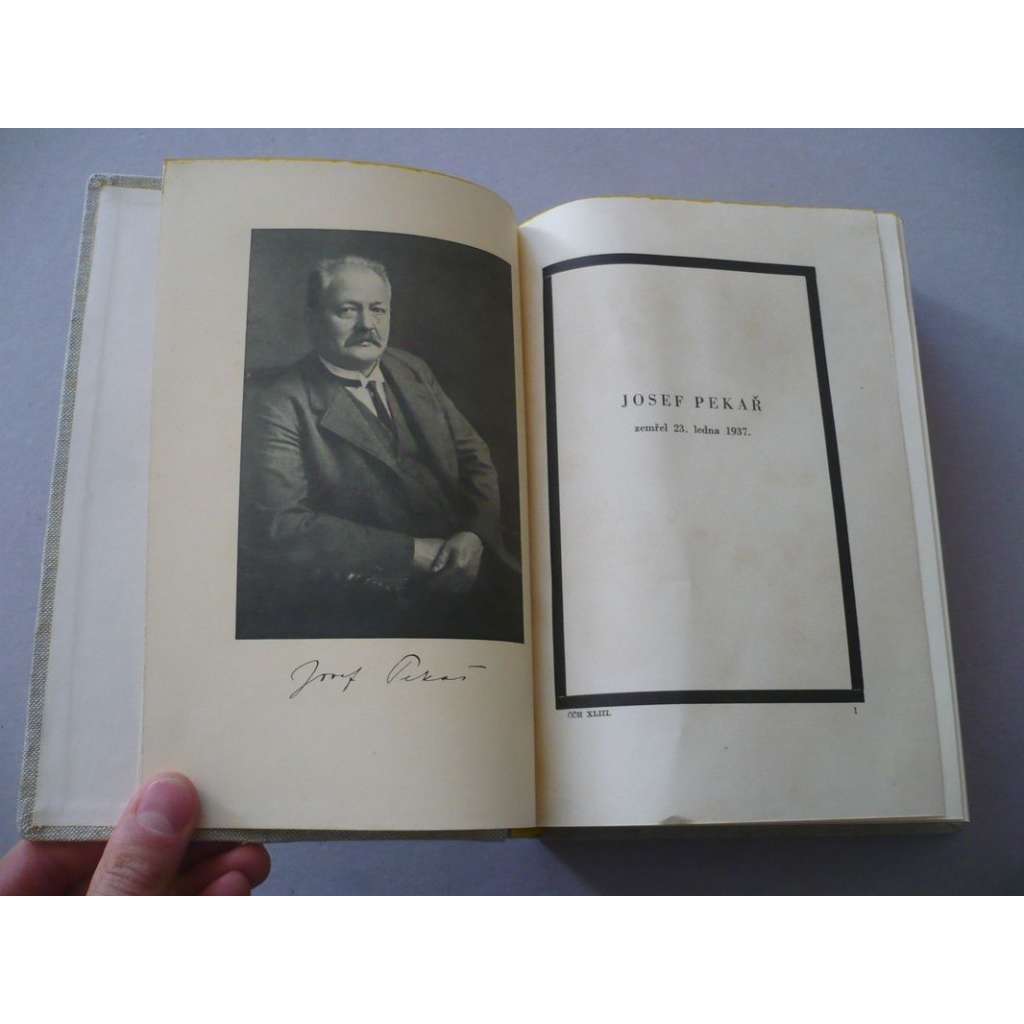 Josef Pekař
JOSEF PEKAŘ
zemřel 23. ledna 1937.
ČČH XLIII.
1